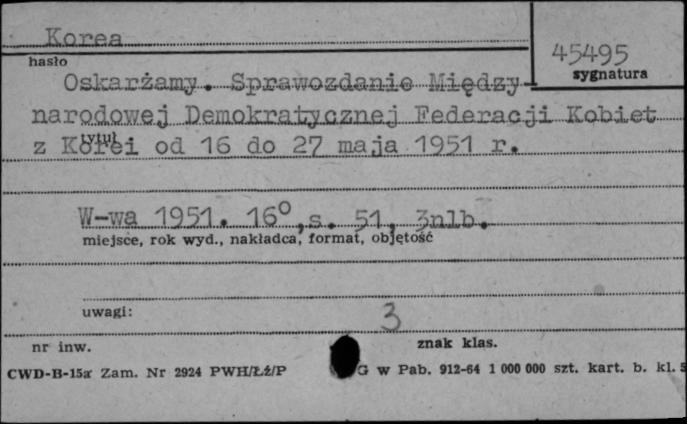 Korea
hasło
45495
sygnatura
Oskarżamy. Sprawozdanie Między-
narodowej Demokratycznej Federacji Kobiet
tytuł
z Korei od 16 do 27 maja 1951 r.
W-wa 1951. 16°, s. 51, 3nlb.
miejsce, rok wyd., nakładca, format, objętość
uwagi:
3
nr inw.
znak klas.
CWD-B-15a Zam. Nr 2924 PWH/Łź/P
G w Pab. 912-64 1 000 000 szt. kart. b. kl. 5